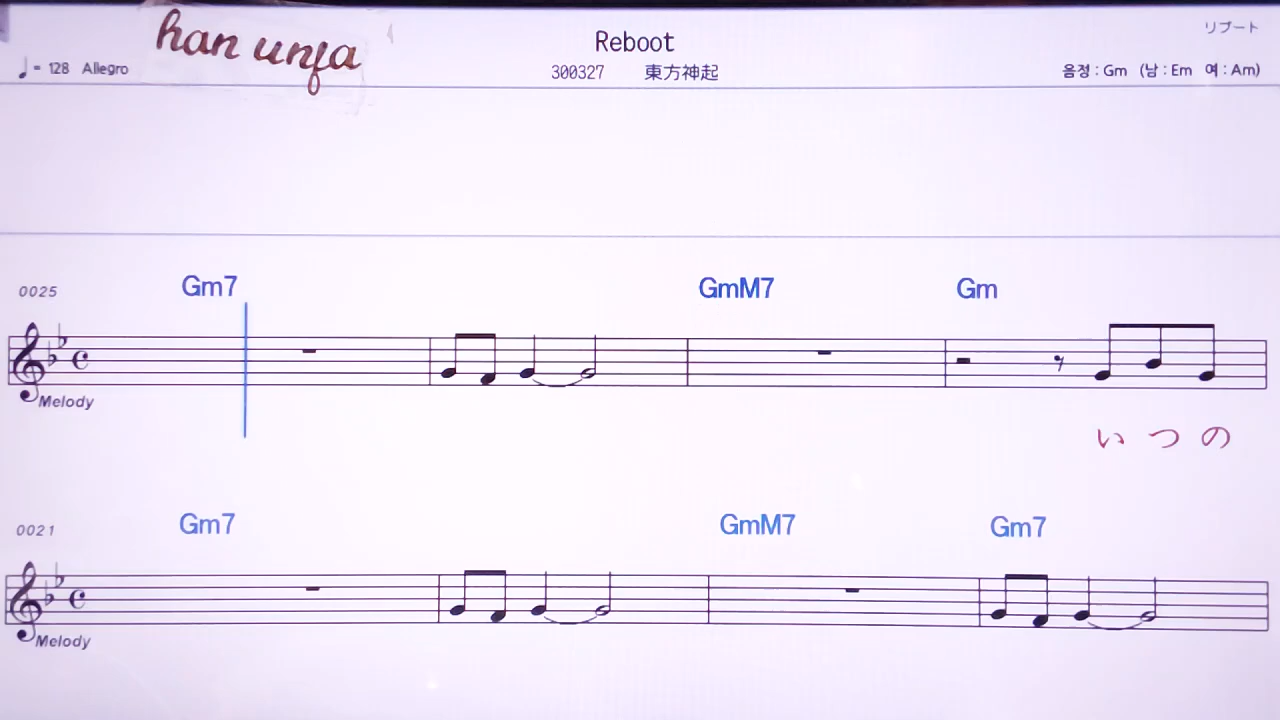 han unfa
Reboot
リブート
♩= 128 Allegro
300327 東方神起
음정 : Gm (남 : Em 여 : Am)
Gm7 GmM7 Gm
0025
Melody
い つ の
Gm7 GmM7 Gm7
0021
Melody